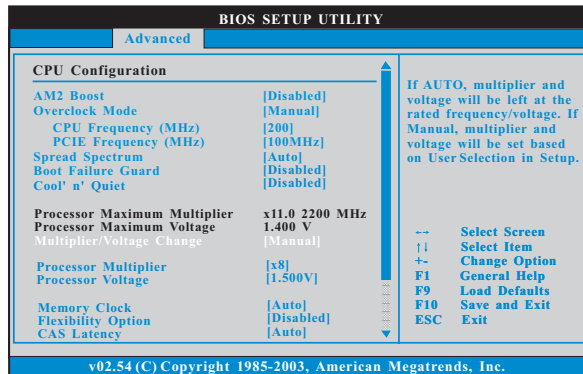 BIOS SETUP UTILITY
Advanced
CPU Configuration
AM2 Boost [Disabled]
Overclock Mode [Manual]
CPU Frequency (MHz) [200]
PCIE Frequency (MHz) [100MHz]
Spread Spectrum [Auto]
Boot Failure Guard [Disabled]
Cool' n' Quiet [Disabled]
Processor Maximum Multiplier x11.0 2200 MHz
Processor Maximum Voltage 1.400 V
Multiplier/Voltage Change [Manual]
Processor Multiplier [x8]
Processor Voltage [1.500V]
Memory Clock [Auto]
Flexibility Option [Disabled]
CAS Latency [Auto]
If AUTO, multiplier and
voltage will be left at the
rated frequency/voltage. If
Manual, multiplier and
voltage will be set based
on User Selection in Setup.
←→ Select Screen
↑↓ Select Item
+- Change Option
F1 General Help
F9 Load Defaults
F10 Save and Exit
ESC Exit
v02.54 (C) Copyright 1985-2003, American Megatrends, Inc.